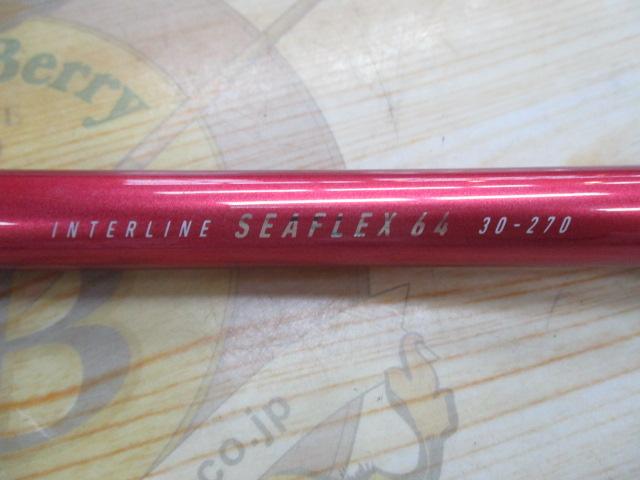 Berry
INTERLINE SEAFLEX 64 30-270
B
co.jp